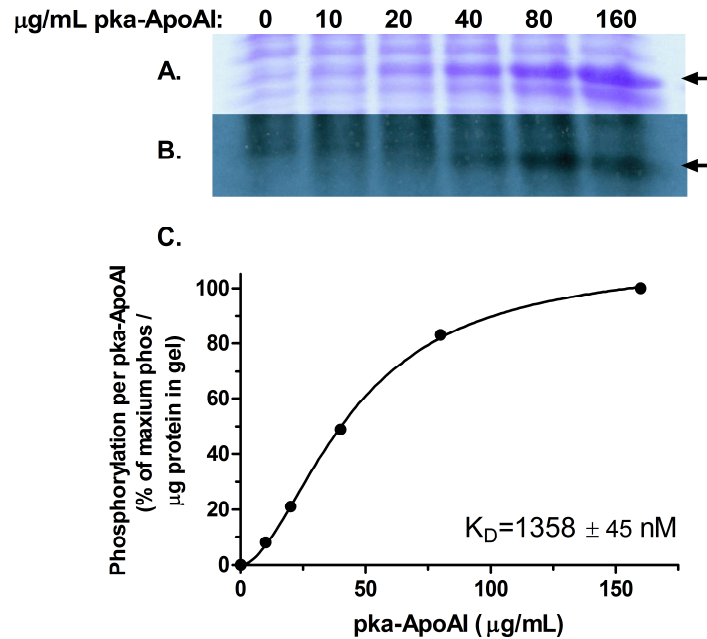 μg/mL pka-ApoAI: 0 10 20 40 80 160
A.
B.
C.
Phosphorylation per pka-ApoAI
(% of maxium phos /
μg protein in gel)
100
80
60
40
20
0
K_D=1358 ± 45 nM
0 50 100 150
pka-ApoAI ( μg/mL)